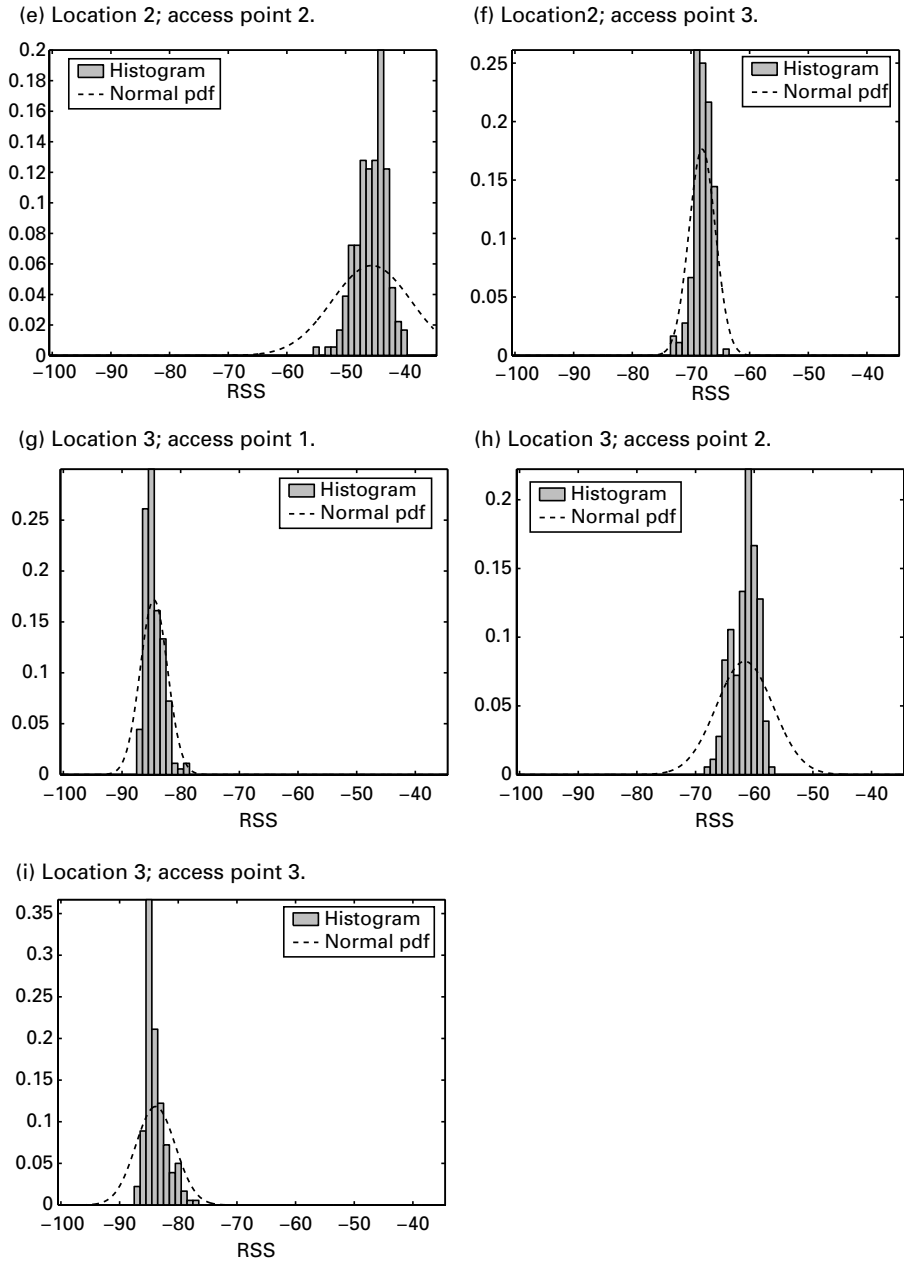 (e) Location 2; access point 2.
0.2
0.18
0.16
0.14
0.12
0.10
0.08
0.06
0.04
0.02
0
Histogram
Normal pdf
−100 −90 −80 −70 −60 −50 −40
RSS
(f) Location2; access point 3.
0.25
0.2
0.15
0.1
0.05
0
Histogram
Normal pdf
−100 −90 −80 −70 −60 −50 −40
RSS
(g) Location 3; access point 1.
0.25
0.2
0.15
0.1
0.05
0
Histogram
Normal pdf
−100 −90 −80 −70 −60 −50 −40
RSS
(h) Location 3; access point 2.
0.2
0.15
0.1
0.05
0
Histogram
Normal pdf
−100 −90 −80 −70 −60 −50 −40
RSS
(i) Location 3; access point 3.
0.35
0.3
0.25
0.2
0.15
0.1
0.05
0
Histogram
Normal pdf
−100 −90 −80 −70 −60 −50 −40
RSS